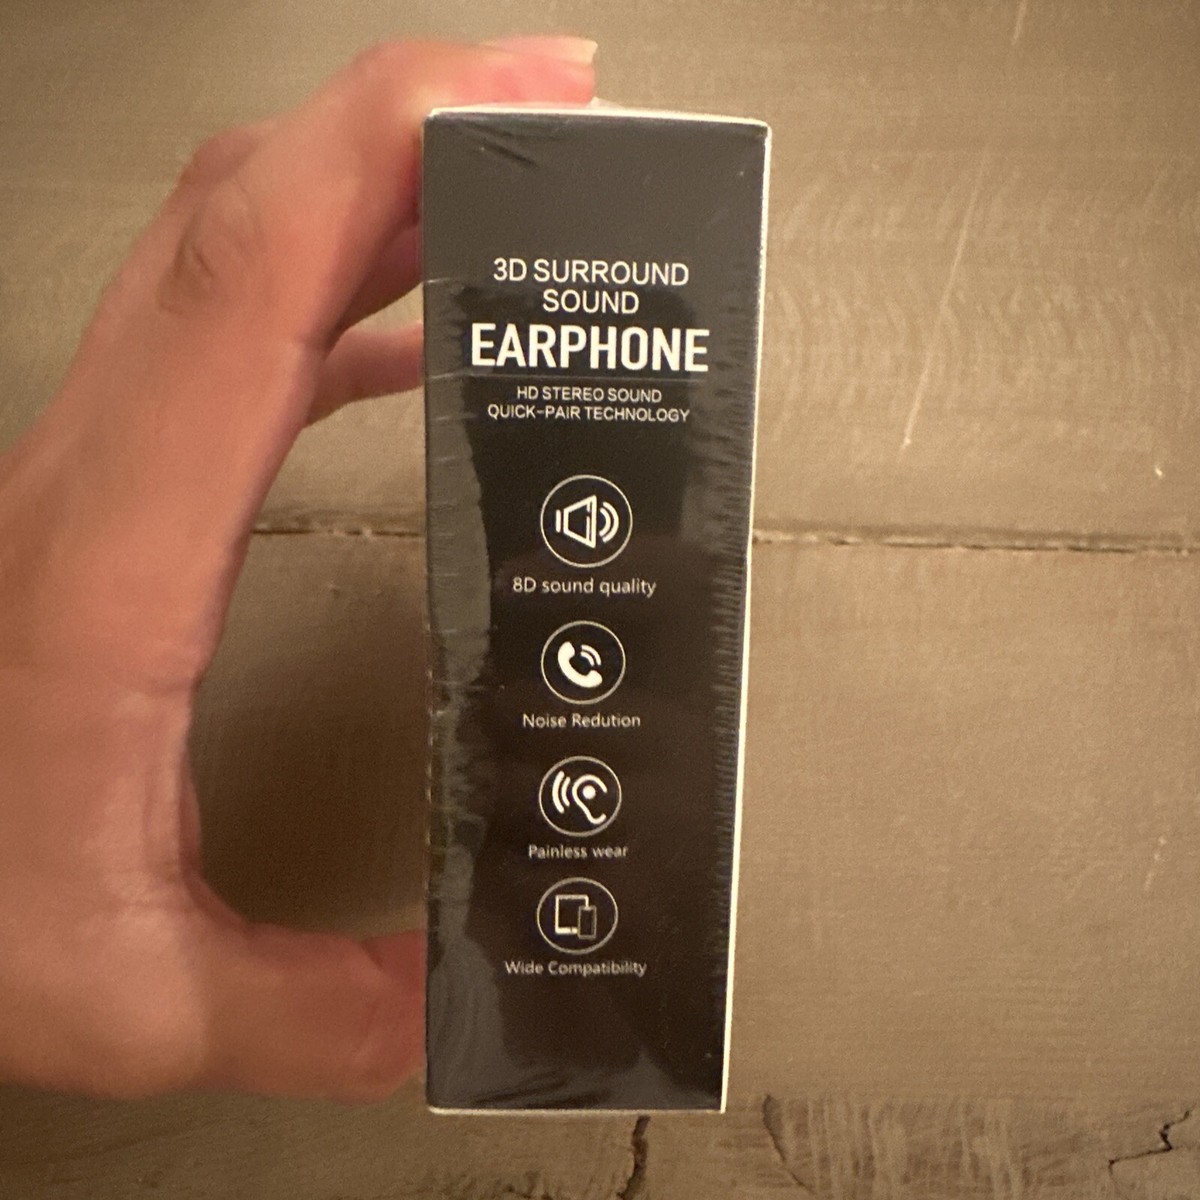 3D SURROUND
SOUND
EARPHONE
HD STEREO SOUND
QUICK-PAIR TECHNOLOGY
8D sound quality
Noise Redution
Painless wear
Wide Compatibility